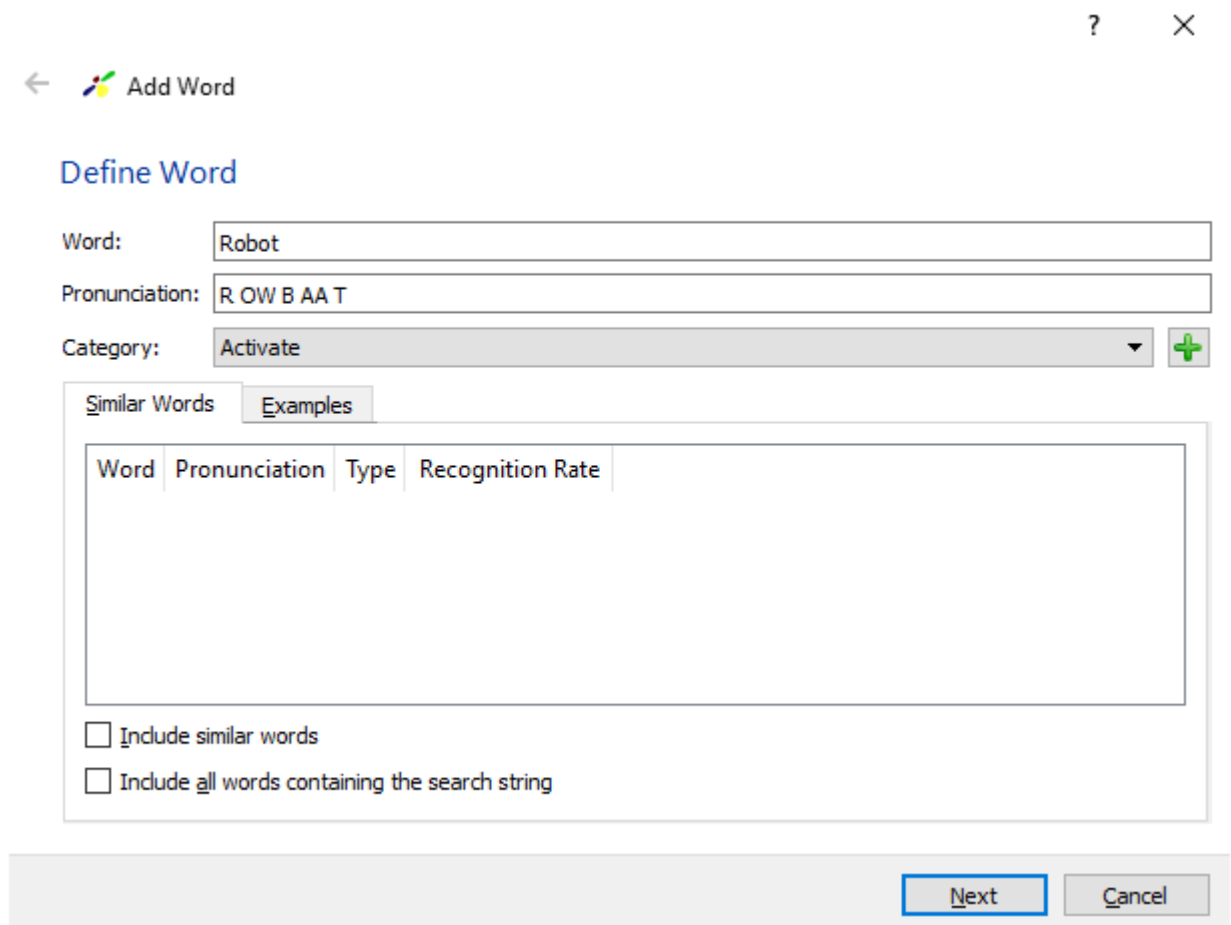 ?
Add Word
Define Word
Word: Robot
Pronunciation: R OW B AA T
Category: Activate
Similar Words Examples
Word Pronunciation Type Recognition Rate
Include similar words
Include all words containing the search string
Next Cancel